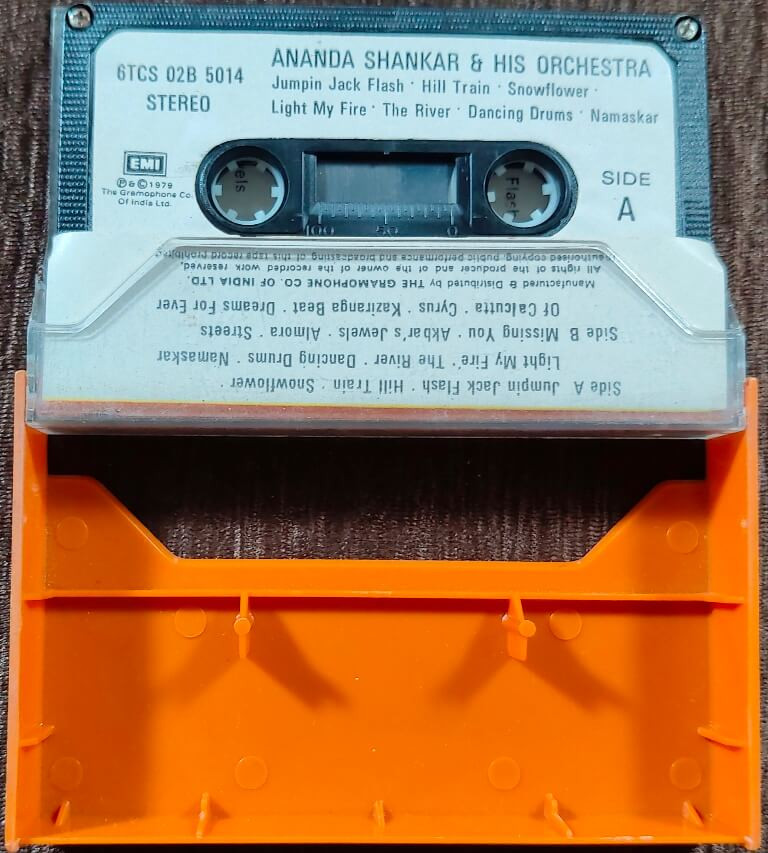 6TCS 02B 5014
STEREO
ANANDA SHANKAR & HIS ORCHESTRA
Jumpin Jack Flash · Hill Train · Snowflower ·
Light My Fire · The River · Dancing Drums · Namaskar
EMI
℗ & © 1979
The Gramophone Co.
Of India Ltd.
els
Flash
100 50 0
SIDE
A
Side A Jumpin Jack Flash · Hill Train · Snowflower ·
Light My Fire · The River · Dancing Drums · Namaskar
Side B Missing You · Akbar's Jewels · Almora · Streets
Of Calcutta · Cyrus · Kaziranga Beat · Dreams For Ever
Manufactured & Distributed by THE GRAMOPHONE CO. OF INDIA LTD.
All rights of the producer and of the owner of the recorded work reserved,
unauthorised copying, public performance and broadcasting of this tape record prohibited